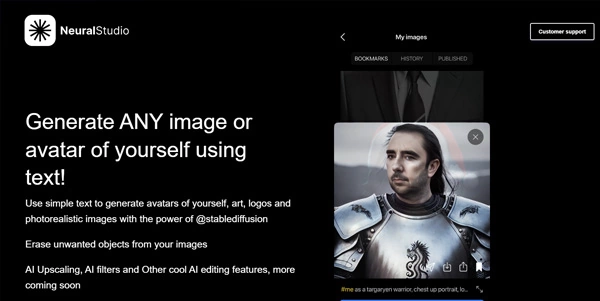 NeuralStudio
Customer support
My images
BOOKMARKS HISTORY PUBLISHED
Generate ANY image or
avatar of yourself using
text!
Use simple text to generate avatars of yourself, art, logos and
photorealistic images with the power of @stablediffusion
Erase unwanted objects from your images
AI Upscaling, AI filters and Other cool AI editing features, more
coming soon
#me as a targaryen warrior, chest up portrait, lo...